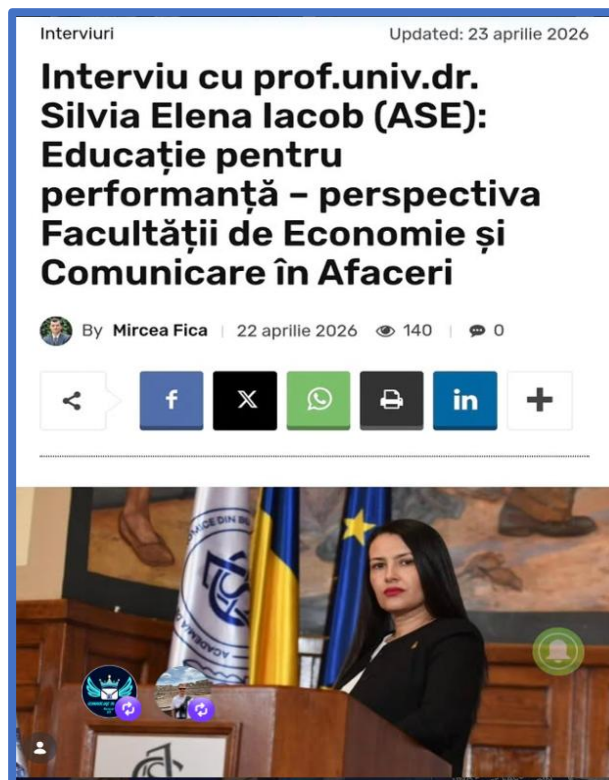 Interviuri
Updated: 23 aprilie 2026
Interviu cu prof.univ.dr.
Silvia Elena Iacob (ASE):
Educație pentru
performanță – perspectiva
Facultății de Economie și
Comunicare în Afaceri
By Mircea Fica | 22 aprilie 2026 140 | 0
f X in +